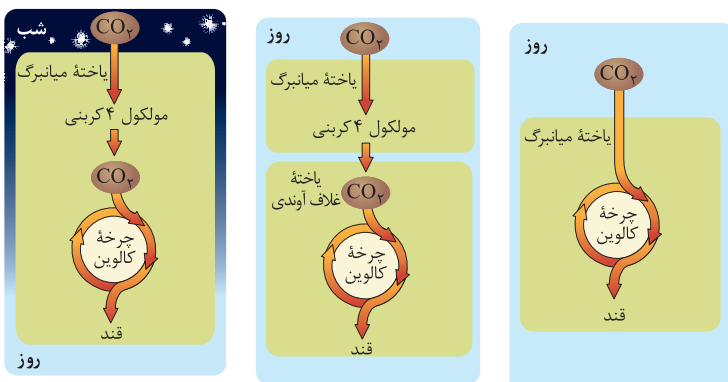 روز
CO۲
یاختهٔ میانبرگ
چرخهٔ
کالوین
قند
روز
CO۲
یاختهٔ میانبرگ
مولکول ۴ کربنی
یاختهٔ
غلاف آوندی
CO۲
چرخهٔ
کالوین
قند
شب
CO۲
یاختهٔ میانبرگ
مولکول ۴ کربنی
CO۲
چرخهٔ
کالوین
قند
روز